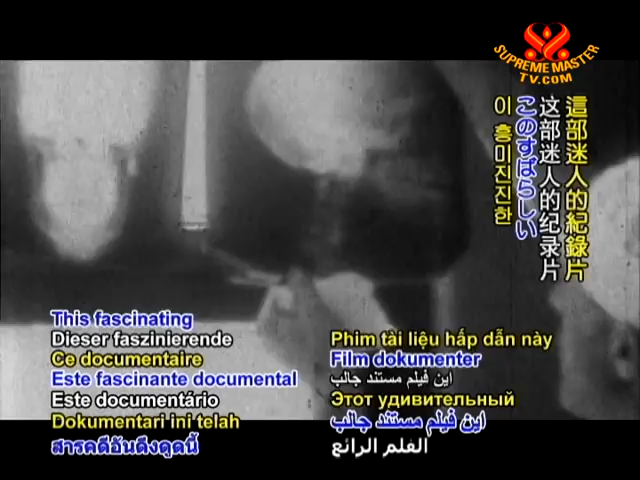 SUPREME MASTER
TV.COM
這部迷人的紀錄片
这部迷人的纪录片
このすばらしい
이 흥미진진한
This fascinating
Dieser faszinierende
Ce documentaire
Este fascinante documental
Este documentário
Dokumentari ini telah
สารคดีอันดึงดูดนี้
Phim tài liệu hấp dẫn này
Film dokumenter
این فیلم مستند جالب
Этот удивительный
این فیلم مستند جالب
الفلم الرائع